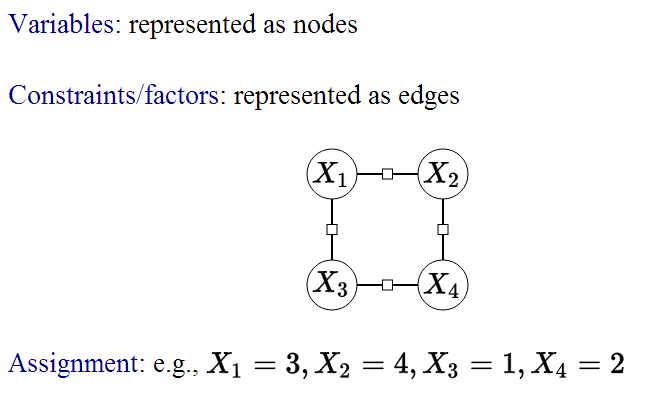 Variables: represented as nodes
Constraints/factors: represented as edges
X₁ X₂
X₃ X₄
Assignment: e.g., X₁ = 3, X₂ = 4, X₃ = 1, X₄ = 2